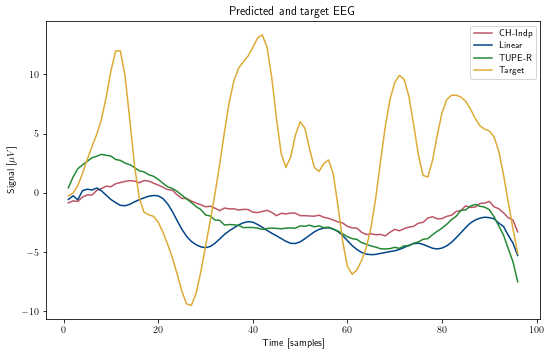 Predicted and target EEG
CH-Indp
Linear
TUPE-R
Target
Signal [μV]
10
5
0
−5
−10
0 20 40 60 80 100
Time [samples]